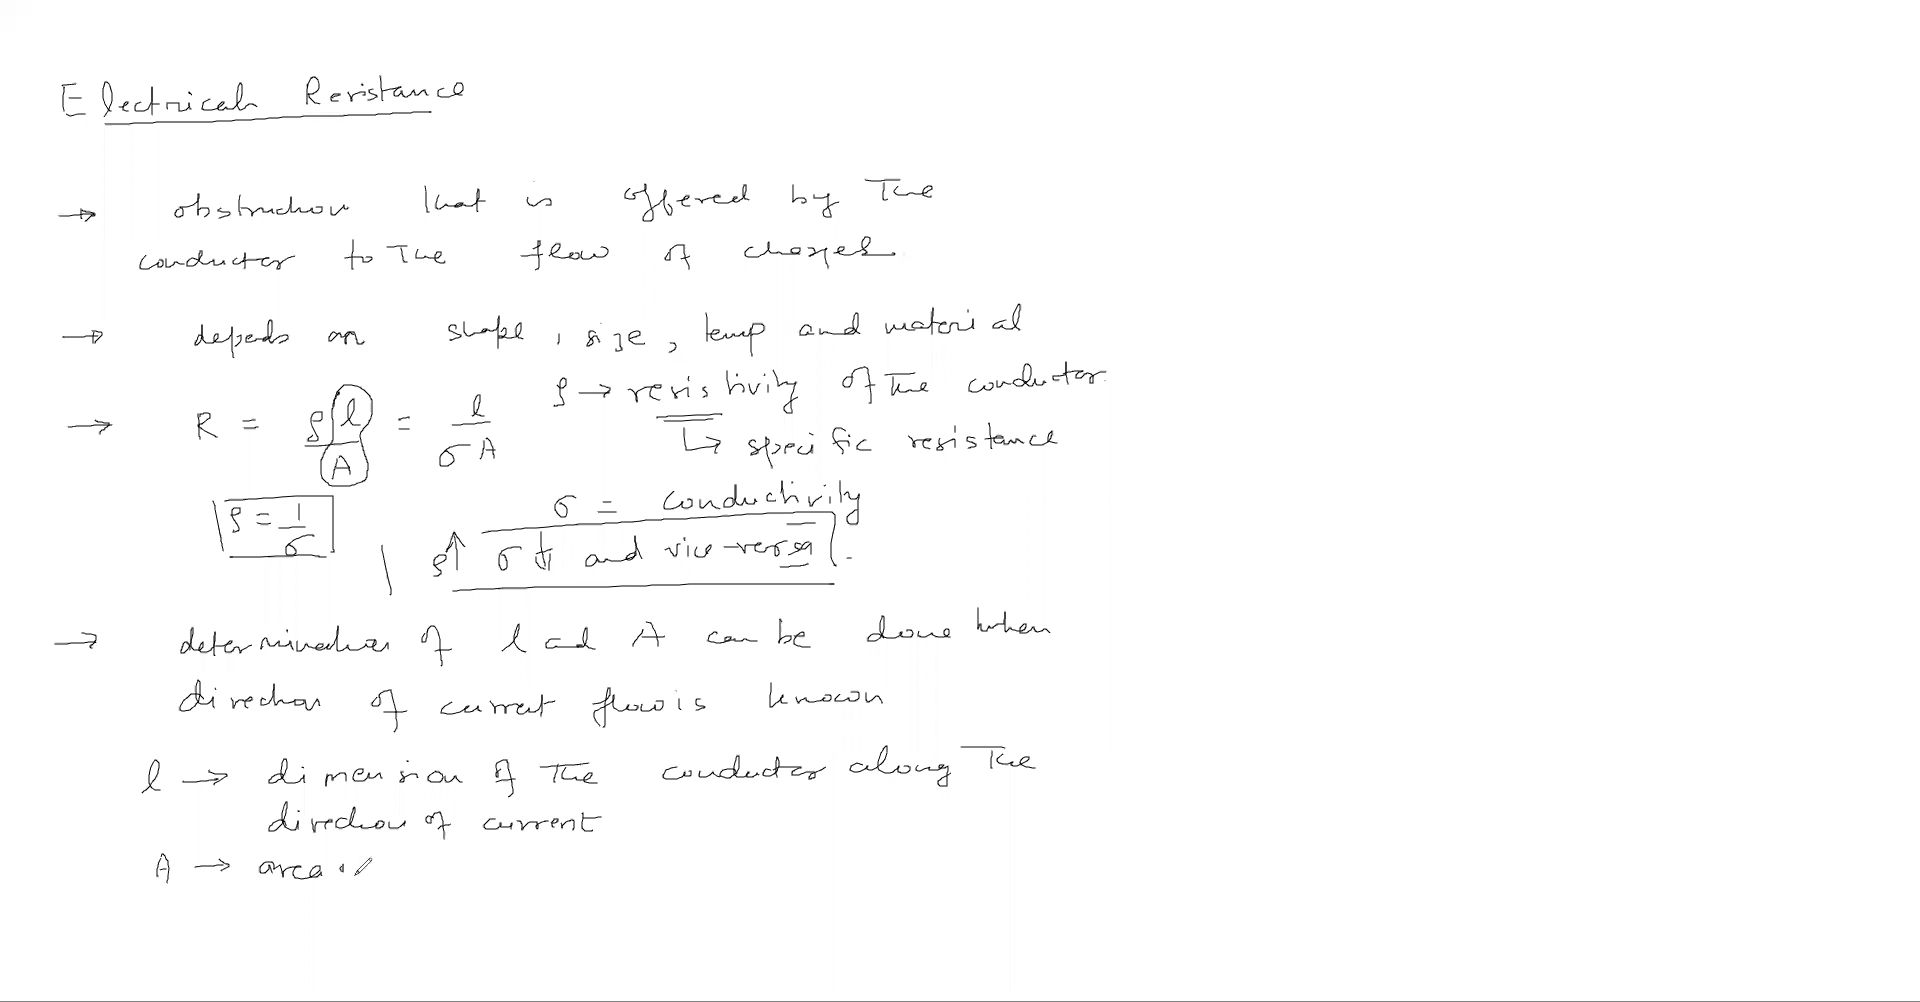 Electrical Resistance
→ obstruction that is offered by the
conductor to the flow of charges.
→ depends on shape, size, temp and material
→ R = ρl/A = l/σA ρ → resistivity of the conductor.
↳ specific resistance
ρ = 1/σ σ = conductivity
ρ↑ σ↓ and vice-versa.
→ determination of l and A can be done when
direction of current flow is known
l → dimension of the conductor along the
direction of current
A → area